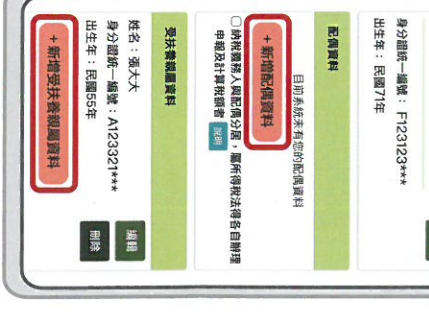 身分證統一編號： F123123***
出生年：民國71年
配偶資料
目前系統未有您的配偶資料
+ 新增配偶資料
納稅義務人與配偶分居，屬所得稅法得各自辦理
申報及計算稅額者 說明
受扶養親屬資料
姓名：張大大
身分證統一編號：A123321***
出生年：民國55年
編輯
刪除
+ 新增受扶養親屬資料